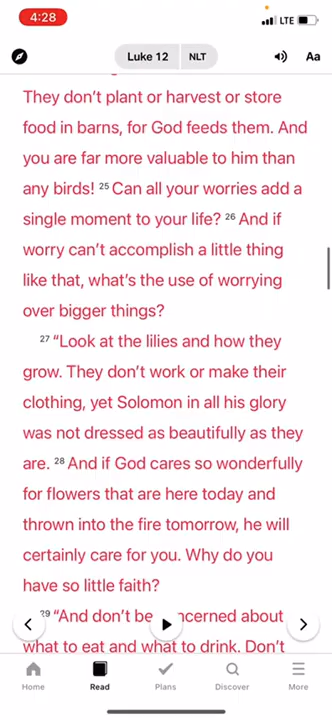 4:28
LTE
Luke 12 NLT
Aa
They don’t plant or harvest or store
food in barns, for God feeds them. And
you are far more valuable to him than
any birds! 25 Can all your worries add a
single moment to your life? 26 And if
worry can’t accomplish a little thing
like that, what’s the use of worrying
over bigger things?
27 “Look at the lilies and how they
grow. They don’t work or make their
clothing, yet Solomon in all his glory
was not dressed as beautifully as they
are. 28 And if God cares so wonderfully
for flowers that are here today and
thrown into the fire tomorrow, he will
certainly care for you. Why do you
have so little faith?
29 “And don’t be concerned about
what to eat and what to drink. Don’t
Home Read Plans Discover More